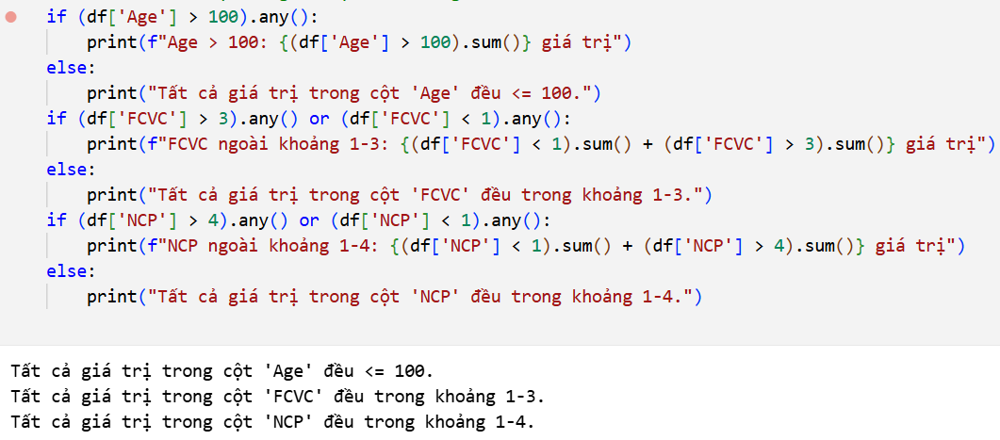 if (df['Age'] > 100).any():
    print(f"Age > 100: {(df['Age'] > 100).sum()} giá trị")
else:
    print("Tất cả giá trị trong cột 'Age' đều <= 100.")
if (df['FCVC'] > 3).any() or (df['FCVC'] < 1).any():
    print(f"FCVC ngoài khoảng 1-3: {(df['FCVC'] < 1).sum() + (df['FCVC'] > 3).sum()} giá trị")
else:
    print("Tất cả giá trị trong cột 'FCVC' đều trong khoảng 1-3.")
if (df['NCP'] > 4).any() or (df['NCP'] < 1).any():
    print(f"NCP ngoài khoảng 1-4: {(df['NCP'] < 1).sum() + (df['NCP'] > 4).sum()} giá trị")
else:
    print("Tất cả giá trị trong cột 'NCP' đều trong khoảng 1-4.")
Tất cả giá trị trong cột 'Age' đều <= 100.
Tất cả giá trị trong cột 'FCVC' đều trong khoảng 1-3.
Tất cả giá trị trong cột 'NCP' đều trong khoảng 1-4.